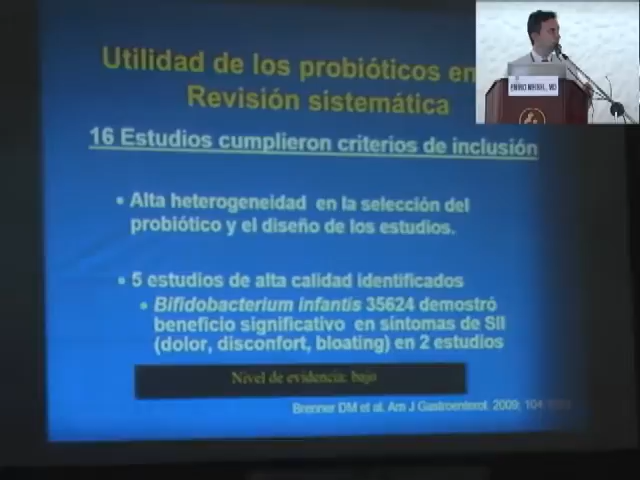 Utilidad de los probióticos en
Revisión sistemática
16 Estudios cumplieron criterios de inclusión
• Alta heterogeneidad en la selección del
probiótico y el diseño de los estudios.
• 5 estudios de alta calidad identificados
• Bifidobacterium infantis 35624 demostró
beneficio significativo en síntomas de SII
(dolor, disconfort, bloating) en 2 estudios
Nivel de evidencia: bajo
Brenner DM et al. Am J Gastroenterol. 2009; 104
MD